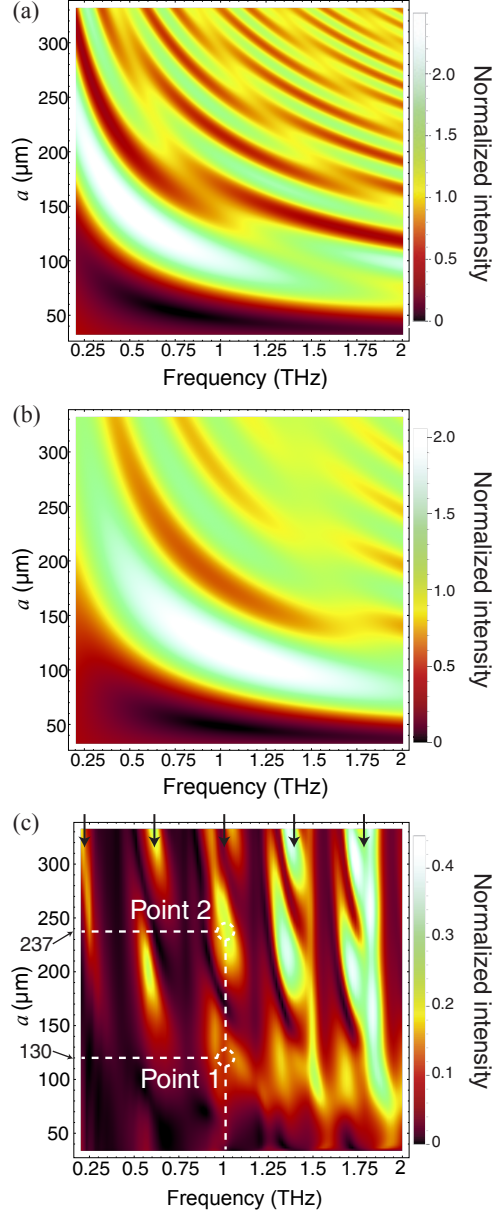 (a)
300
250
200
150
100
50
a (µm)
0.25 0.5 0.75 1 1.25 1.5 1.75 2
Frequency (THz)
2.0
1.5
1.0
0.5
0
Normalized intensity
(b)
300
250
200
150
100
50
a (µm)
0.25 0.5 0.75 1 1.25 1.5 1.75 2
Frequency (THz)
2.0
1.5
1.0
0.5
0
Normalized intensity
(c)
300
250
237
200
150
130
100
50
a (µm)
Point 2
Point 1
0.25 0.5 0.75 1 1.25 1.5 1.75 2
Frequency (THz)
0.4
0.3
0.2
0.1
0
Normalized intensity